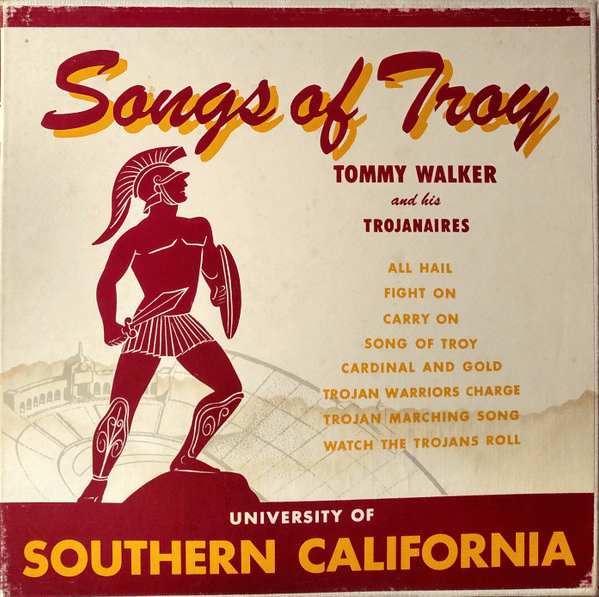 Songs of Troy
TOMMY WALKER
and his
TROJANAIRES
ALL HAIL
FIGHT ON
CARRY ON
SONG OF TROY
CARDINAL AND GOLD
TROJAN WARRIORS CHARGE
TROJAN MARCHING SONG
WATCH THE TROJANS ROLL
UNIVERSITY OF
SOUTHERN CALIFORNIA